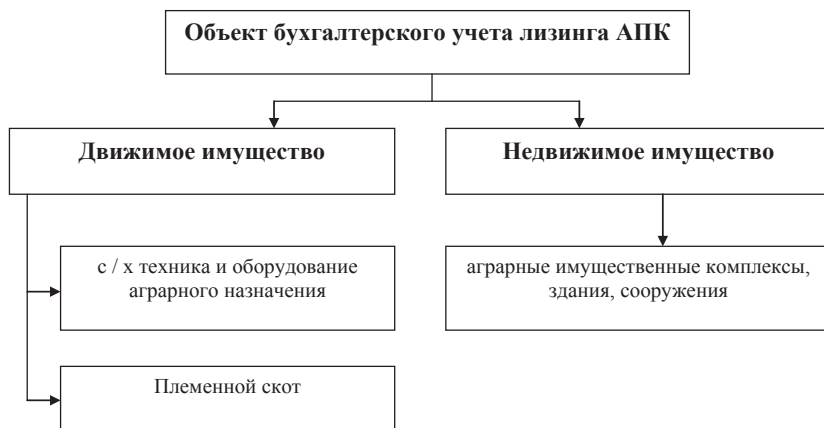 Объект бухгалтерского учета лизинга АПК
Движимое имущество
Недвижимое имущество
с / х техника и оборудование
аграрного назначения
аграрные имущественные комплексы,
здания, сооружения
Племенной скот